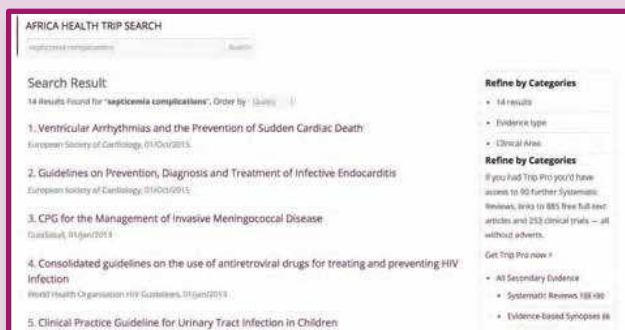 AFRICA HEALTH TRIP SEARCH
septicemia complications
Search
Search Result
14 Results Found for "septicemia complications", Order by Quality
1. Ventricular Arrhythmias and the Prevention of Sudden Cardiac Death
European Society of Cardiology, 01/Oct/2015
2. Guidelines on Prevention, Diagnosis and Treatment of Infective Endocarditis
European Society of Cardiology, 01/Oct/2015
3. CPG for the Management of Invasive Meningococcal Disease
GuiaSalud, 01/Jan/2013
4. Consolidated guidelines on the use of antiretroviral drugs for treating and preventing HIV
Infection
World Health Organisation HIV Guidelines, 01/Jan/2013
5. Clinical Practice Guideline for Urinary Tract Infection in Children
Refine by Categories
14 results
Evidence type
Clinical Area
Refine by Categories
If you had Trip Pro you'd have
access to 90 further Systematic
Reviews, links to 885 free full-text
articles and 253 clinical trials — all
without adverts.
Get Trip Pro now >
All Secondary Evidence
Systematic Reviews
Evidence-based Synopses